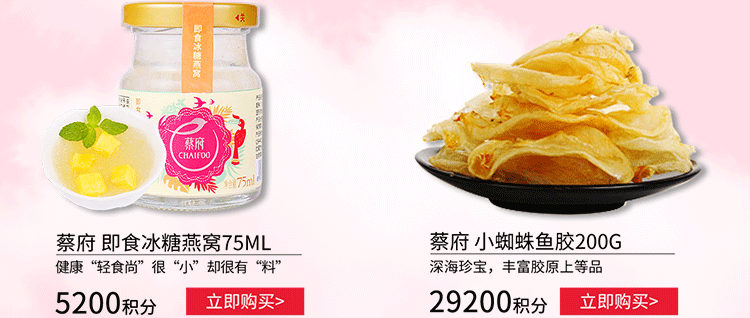 关
即食冰糖燕窝
蔡府
CHAIFOO
75ml
蔡府 即食冰糖燕窝75ML
健康“轻食尚”很“小”却很有“料”
5200积分
立即购买>
蔡府 小蜘蛛鱼胶200G
深海珍宝，丰富胶原上等品
29200积分
立即购买>